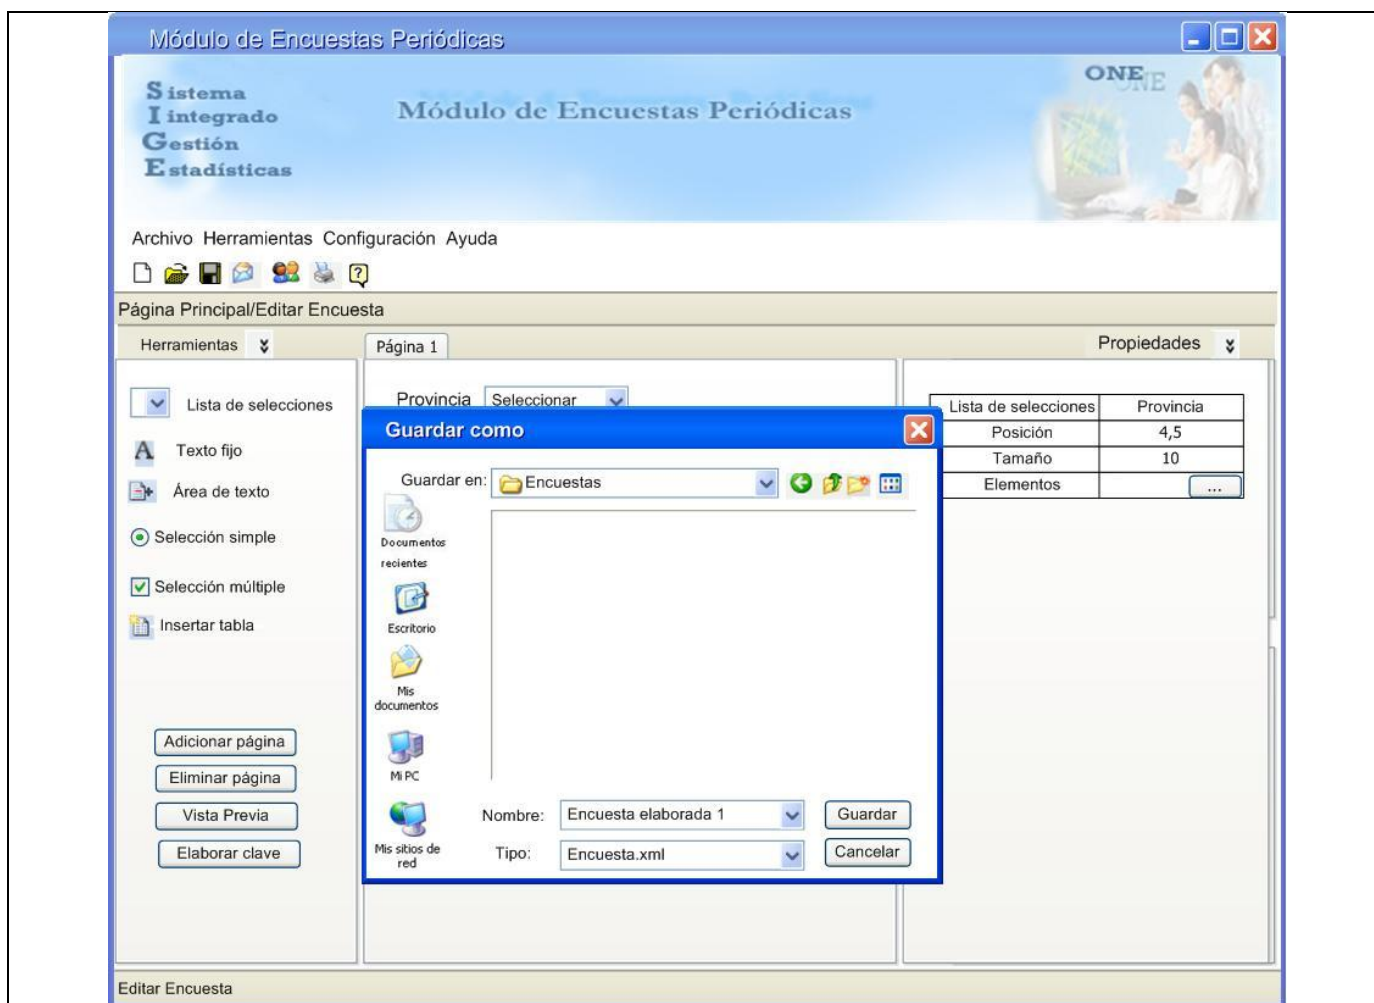 Módulo de Encuestas Periódicas
Sistema
Iintegrado
Gestión
Estadísticas
Módulo de Encuestas Periódicas
ONE
Archivo Herramientas Configuración Ayuda
Página Principal/Editar Encuesta
Herramientas
Página 1
Propiedades
Lista de selecciones
Texto fijo
Área de texto
Selección simple
Selección múltiple
Insertar tabla
Adicionar página
Eliminar página
Vista Previa
Elaborar clave
Provincia Seleccionar
Guardar como
Guardar en: Encuestas
Documentos
recientes
Escritorio
Mis
documentos
Mi PC
Mis sitios de
red
Nombre: Encuesta elaborada 1 Guardar
Tipo: Encuesta.xml Cancelar
Lista de selecciones Provincia
Posición 4,5
Tamaño 10
Elementos ...
Editar Encuesta